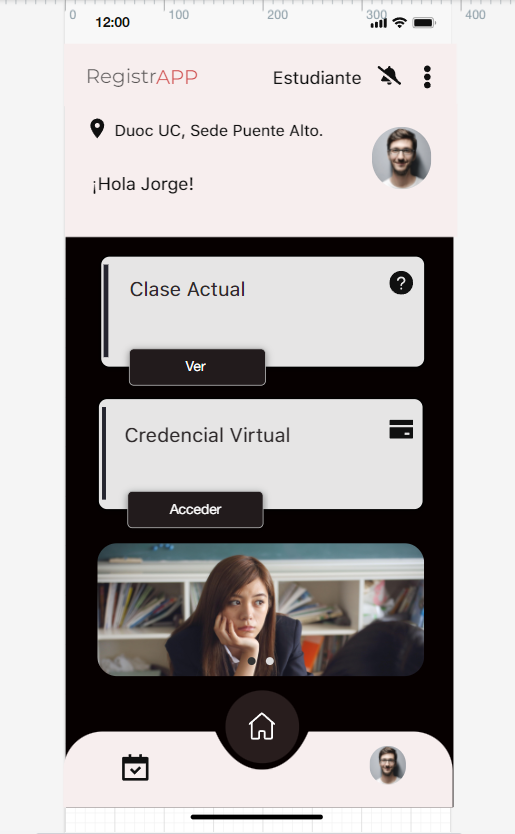 0 100 200 300 400
12:00
RegistrAPP
Estudiante
Duoc UC, Sede Puente Alto.
¡Hola Jorge!
Clase Actual
?
Ver
Credencial Virtual
Acceder